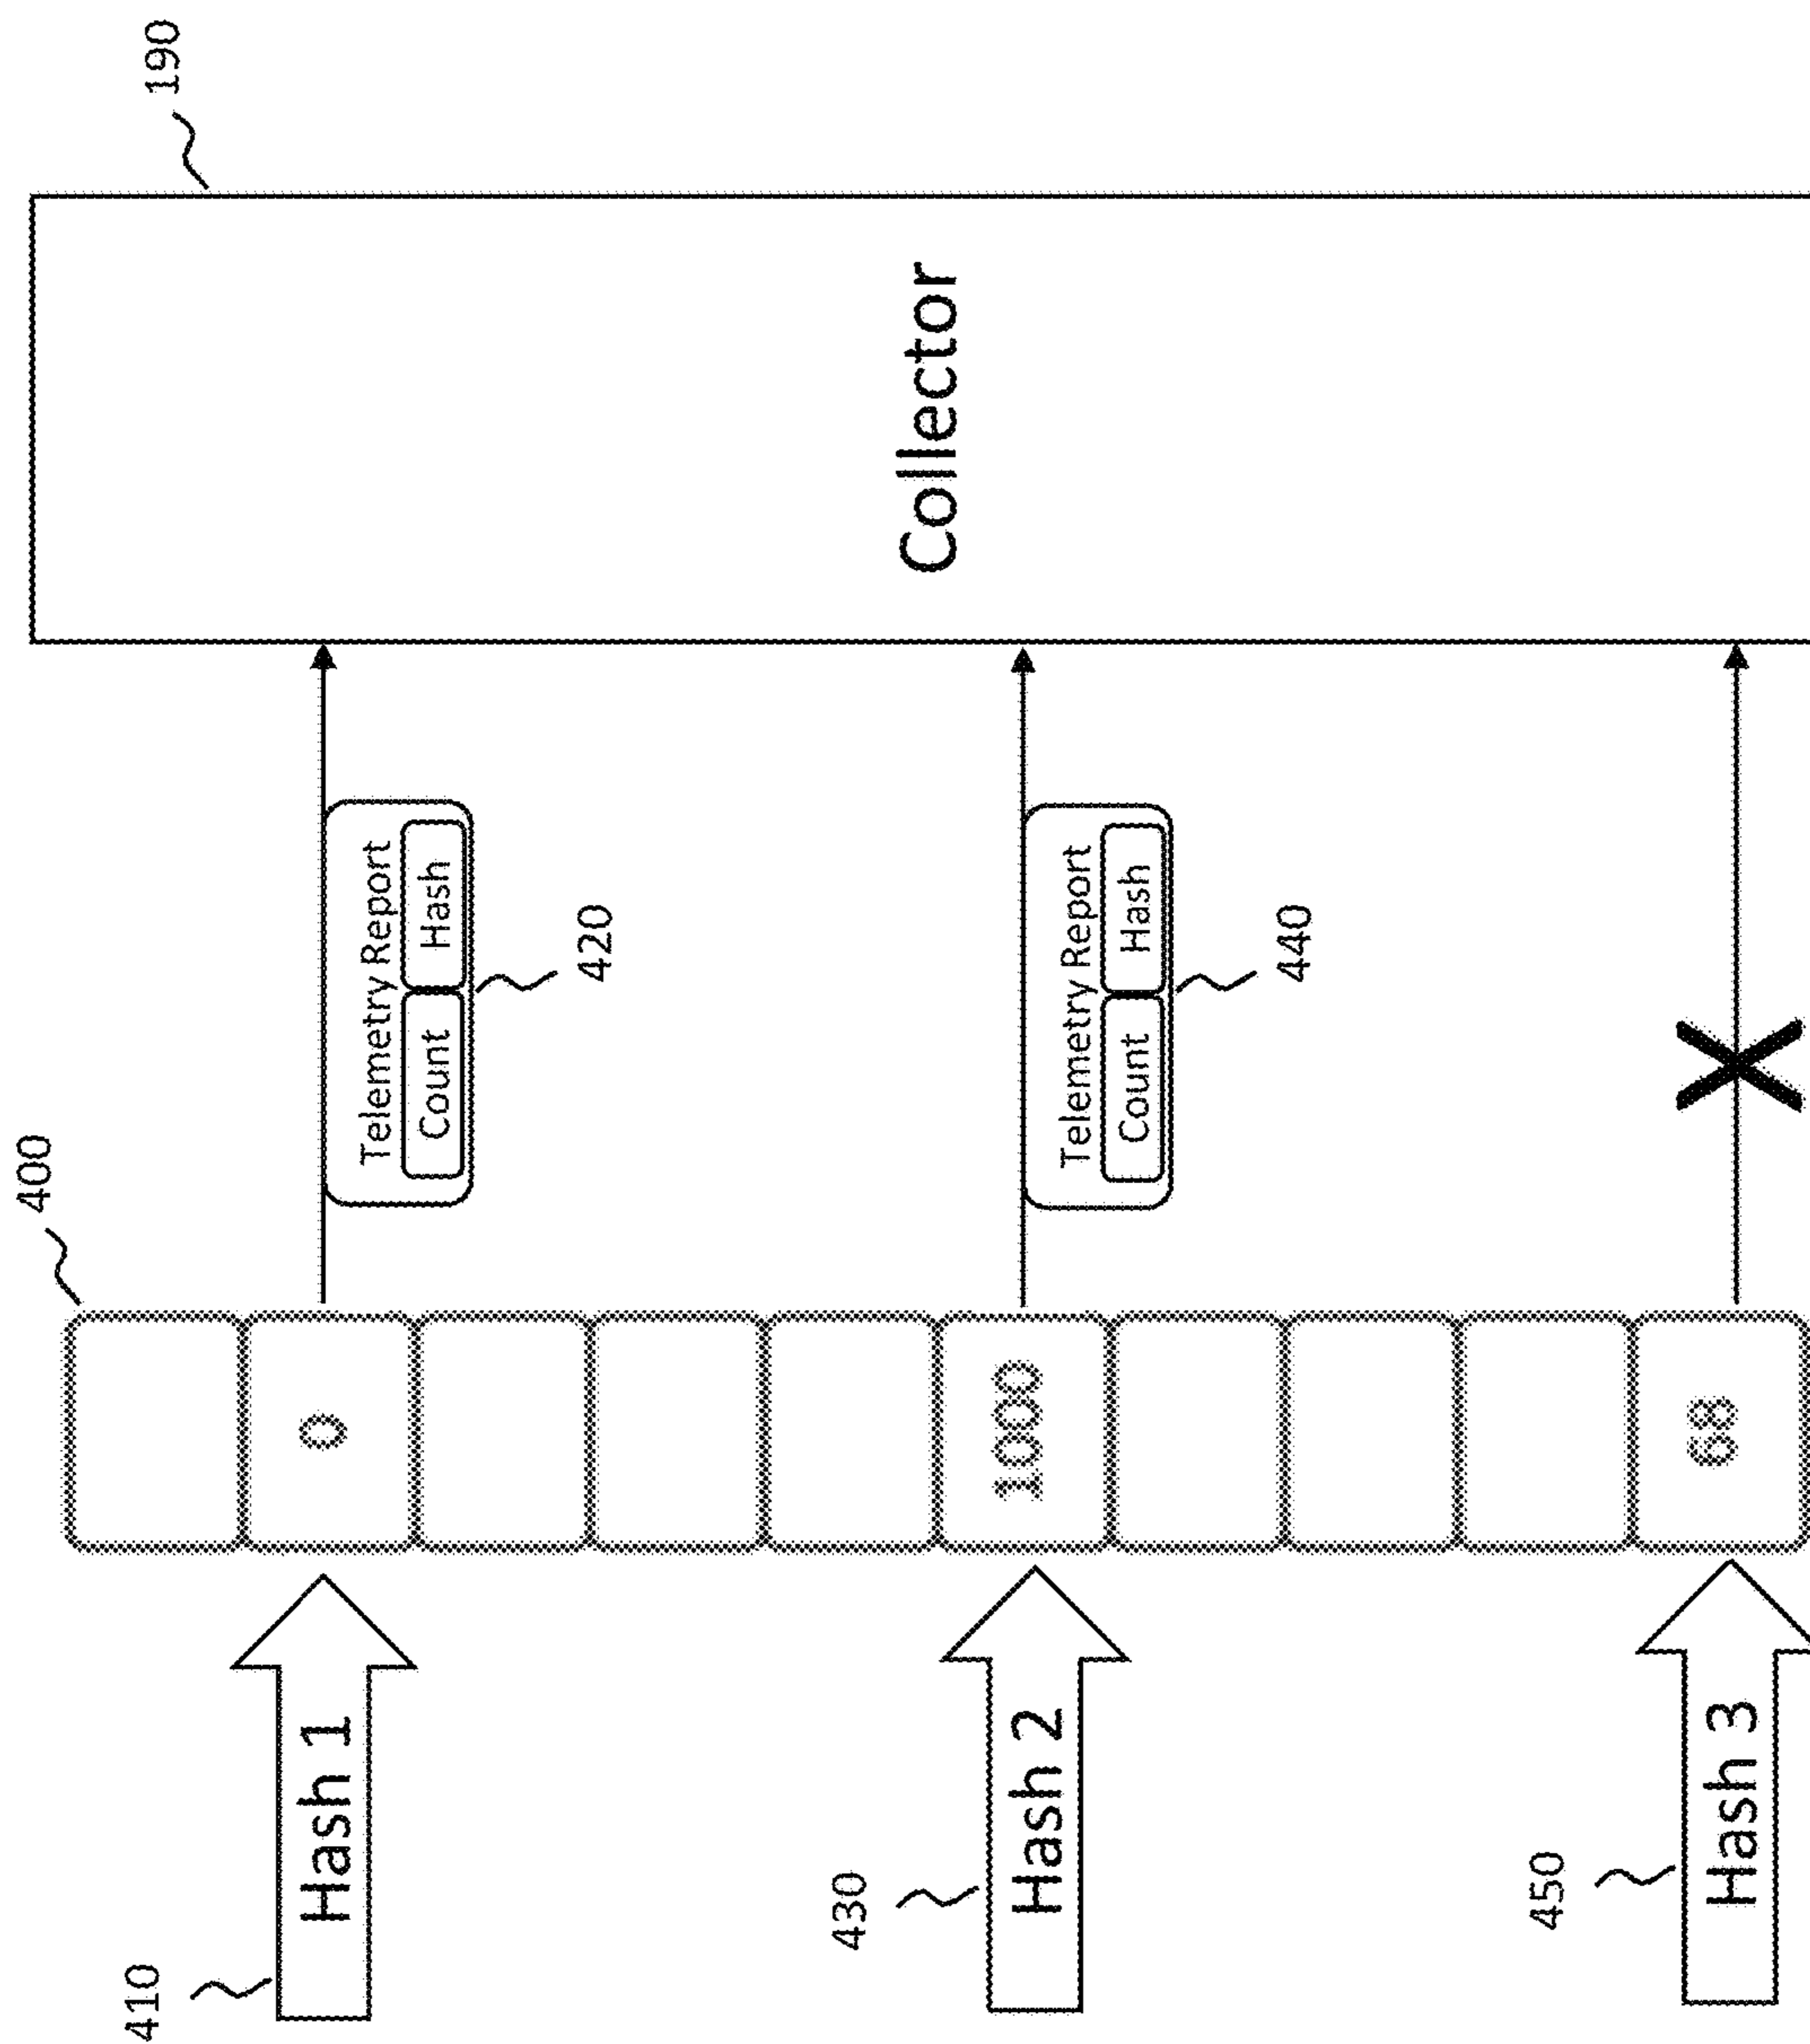 400
410
190
Hash 1
0
Telemetry Report
Count Hash
420
430
Collector
Hash 2
1000
Telemetry Report
Count Hash
440
450
Hash 3
68